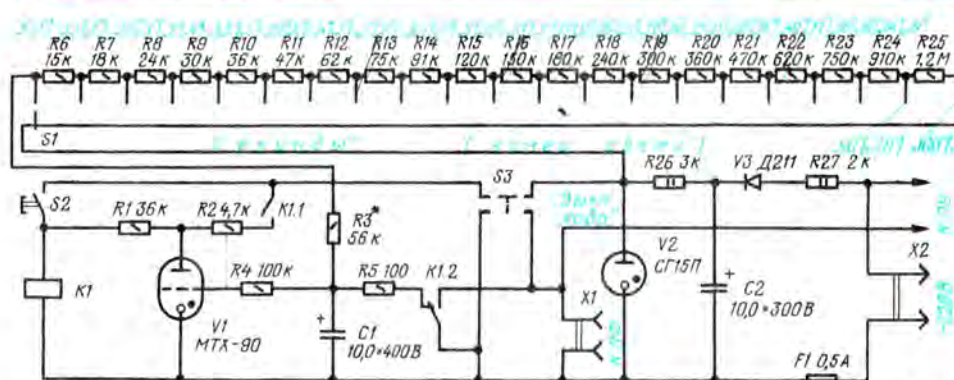 R6 R7 R8 R9 R10 R11 R12 R13 R14 R15 R16 R17 R18 R19 R20 R21 R22 R23 R24 R25
15к 18к 24к 30к 36к 47к 62к 75к 91к 120к 150к 180к 240к 300к 360к 470к 620к 750к 910к 1,2М
S1
R26 3к V3 Д211 R27 2к
S3
S2 R1 36к R2 4,7к К1.1
R3*
56к
V2
СГ15П
X2
К1 R4 100к R5 100 К1.2
X1
C2
10,0×300В
V1
МТХ-90
C1
10,0×400В
F1 0,5А